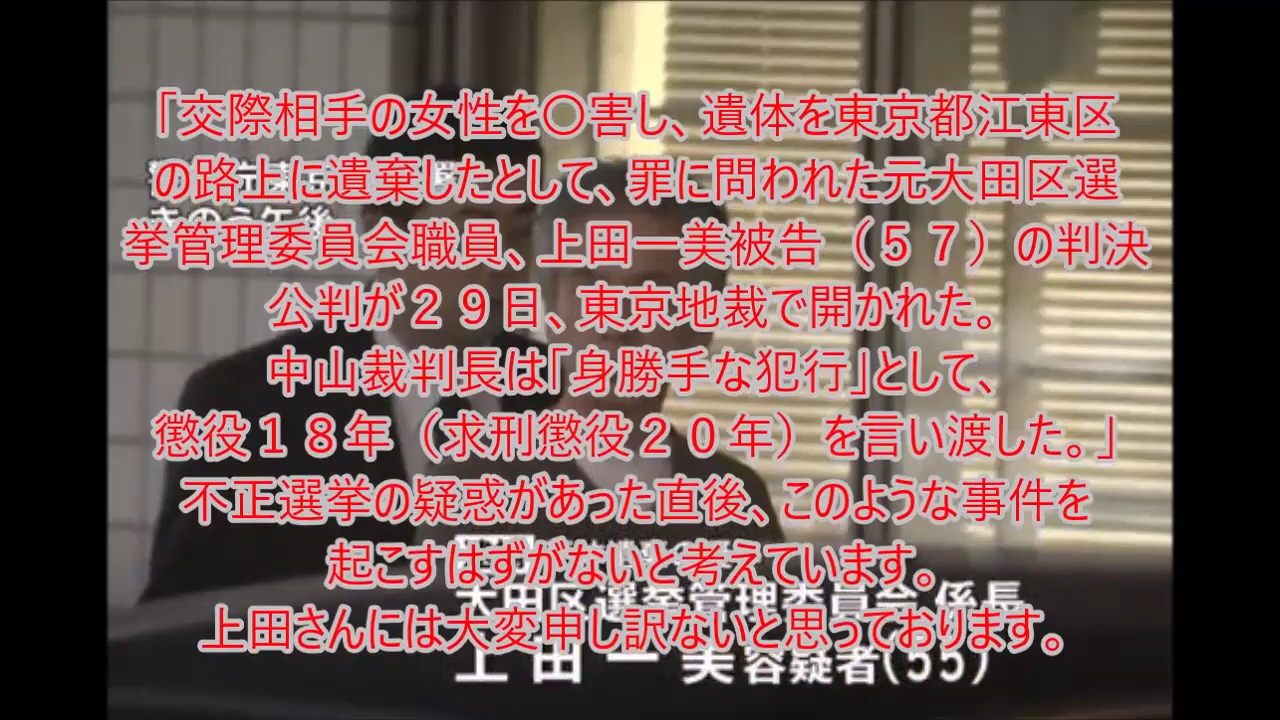 「交際相手の女性を〇害し、遺体を東京都江東区
の路上に遺棄したとして、罪に問われた元大田区選
挙管理委員会職員、上田一美被告（５７）の判決
公判が２９日、東京地裁で開かれた。
中山裁判長は「身勝手な犯行」として、
懲役１８年（求刑懲役２０年）を言い渡した。」
不正選挙の疑惑があった直後、このような事件を
起こすはずがないと考えています。
上田さんには大変申し訳ないと思っております。
きのう午後
大田区選挙管理委員会 係長
上田一美容疑者(55)